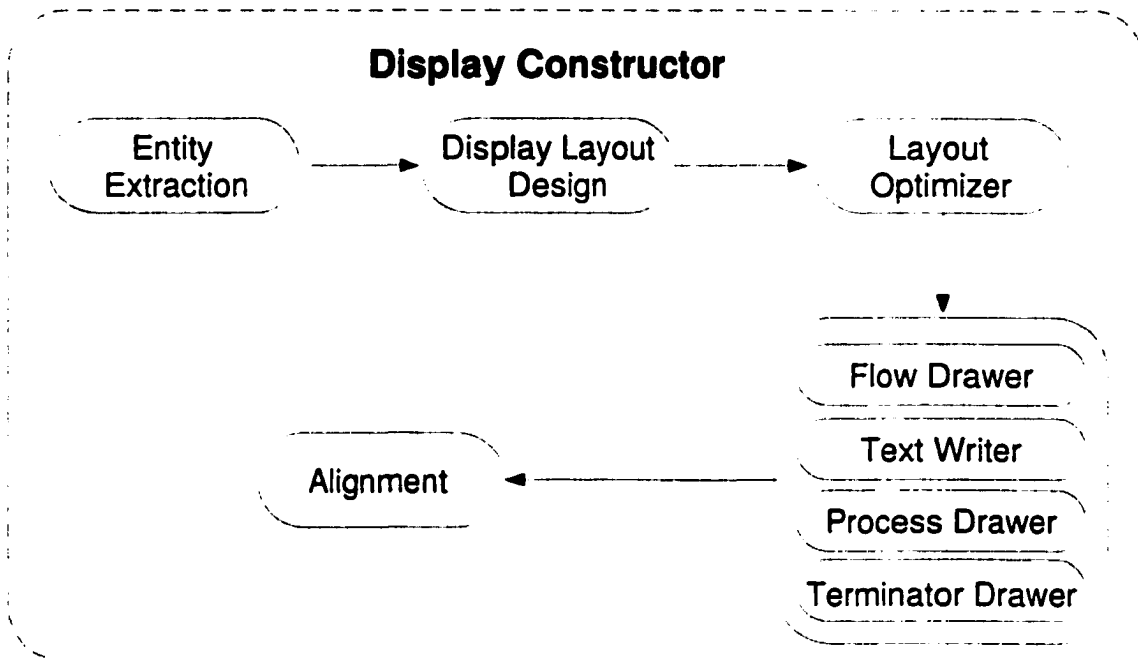 Display Constructor
Entity
Extraction
Display Layout
Design
Layout
Optimizer
Flow Drawer
Text Writer
Process Drawer
Terminator Drawer
Alignment